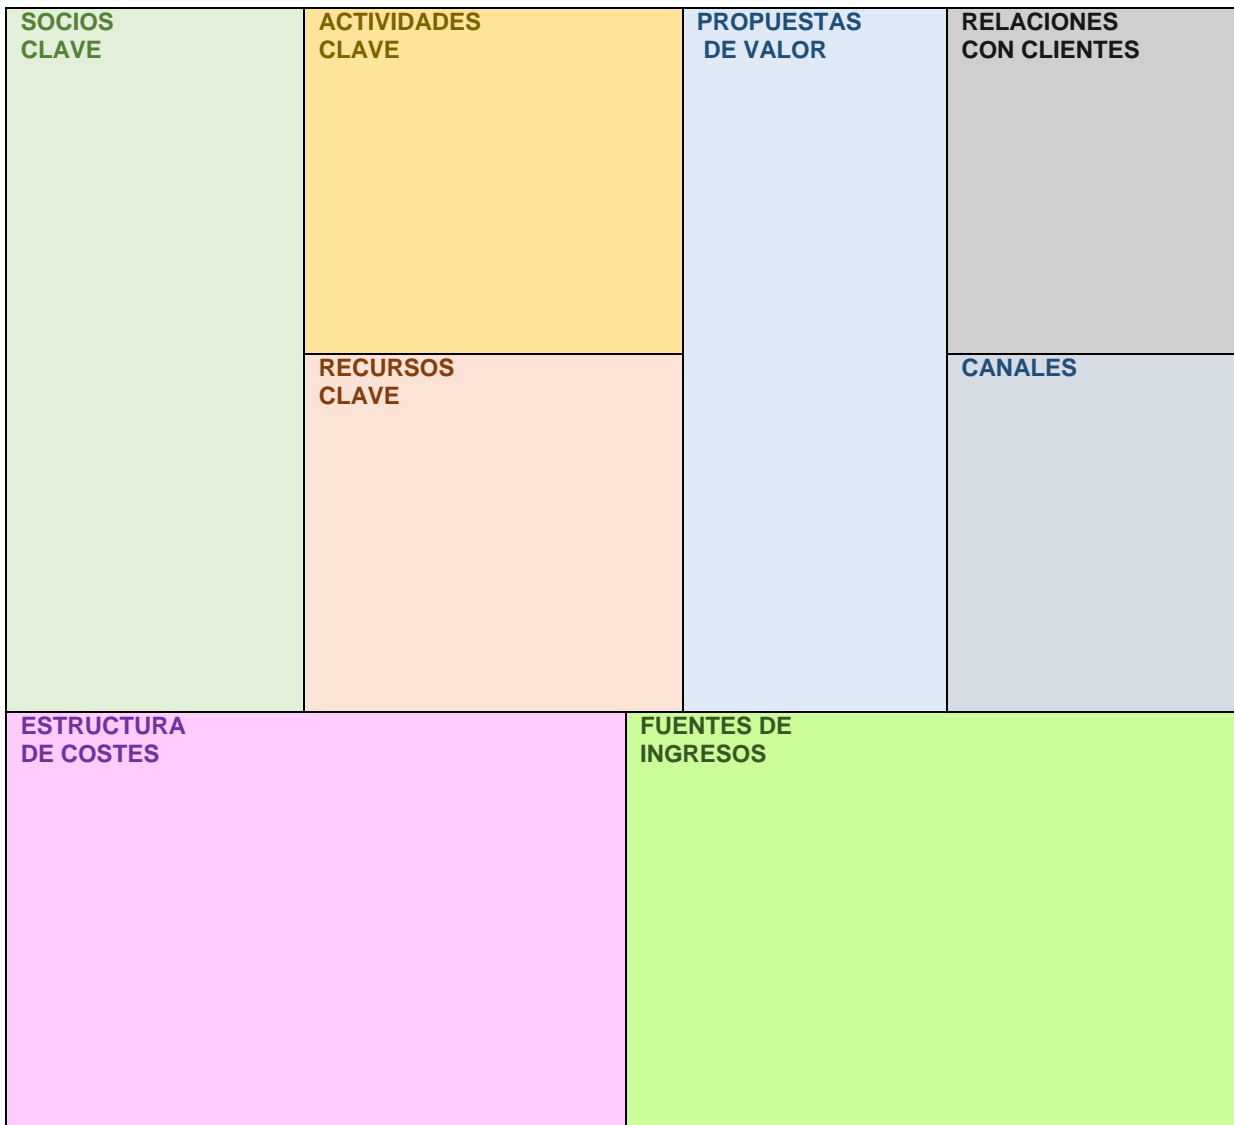 SOCIOS
CLAVE
ACTIVIDADES
CLAVE
PROPUESTAS
DE VALOR
RELACIONES
CON CLIENTES
RECURSOS
CLAVE
CANALES
ESTRUCTURA
DE COSTES
FUENTES DE
INGRESOS